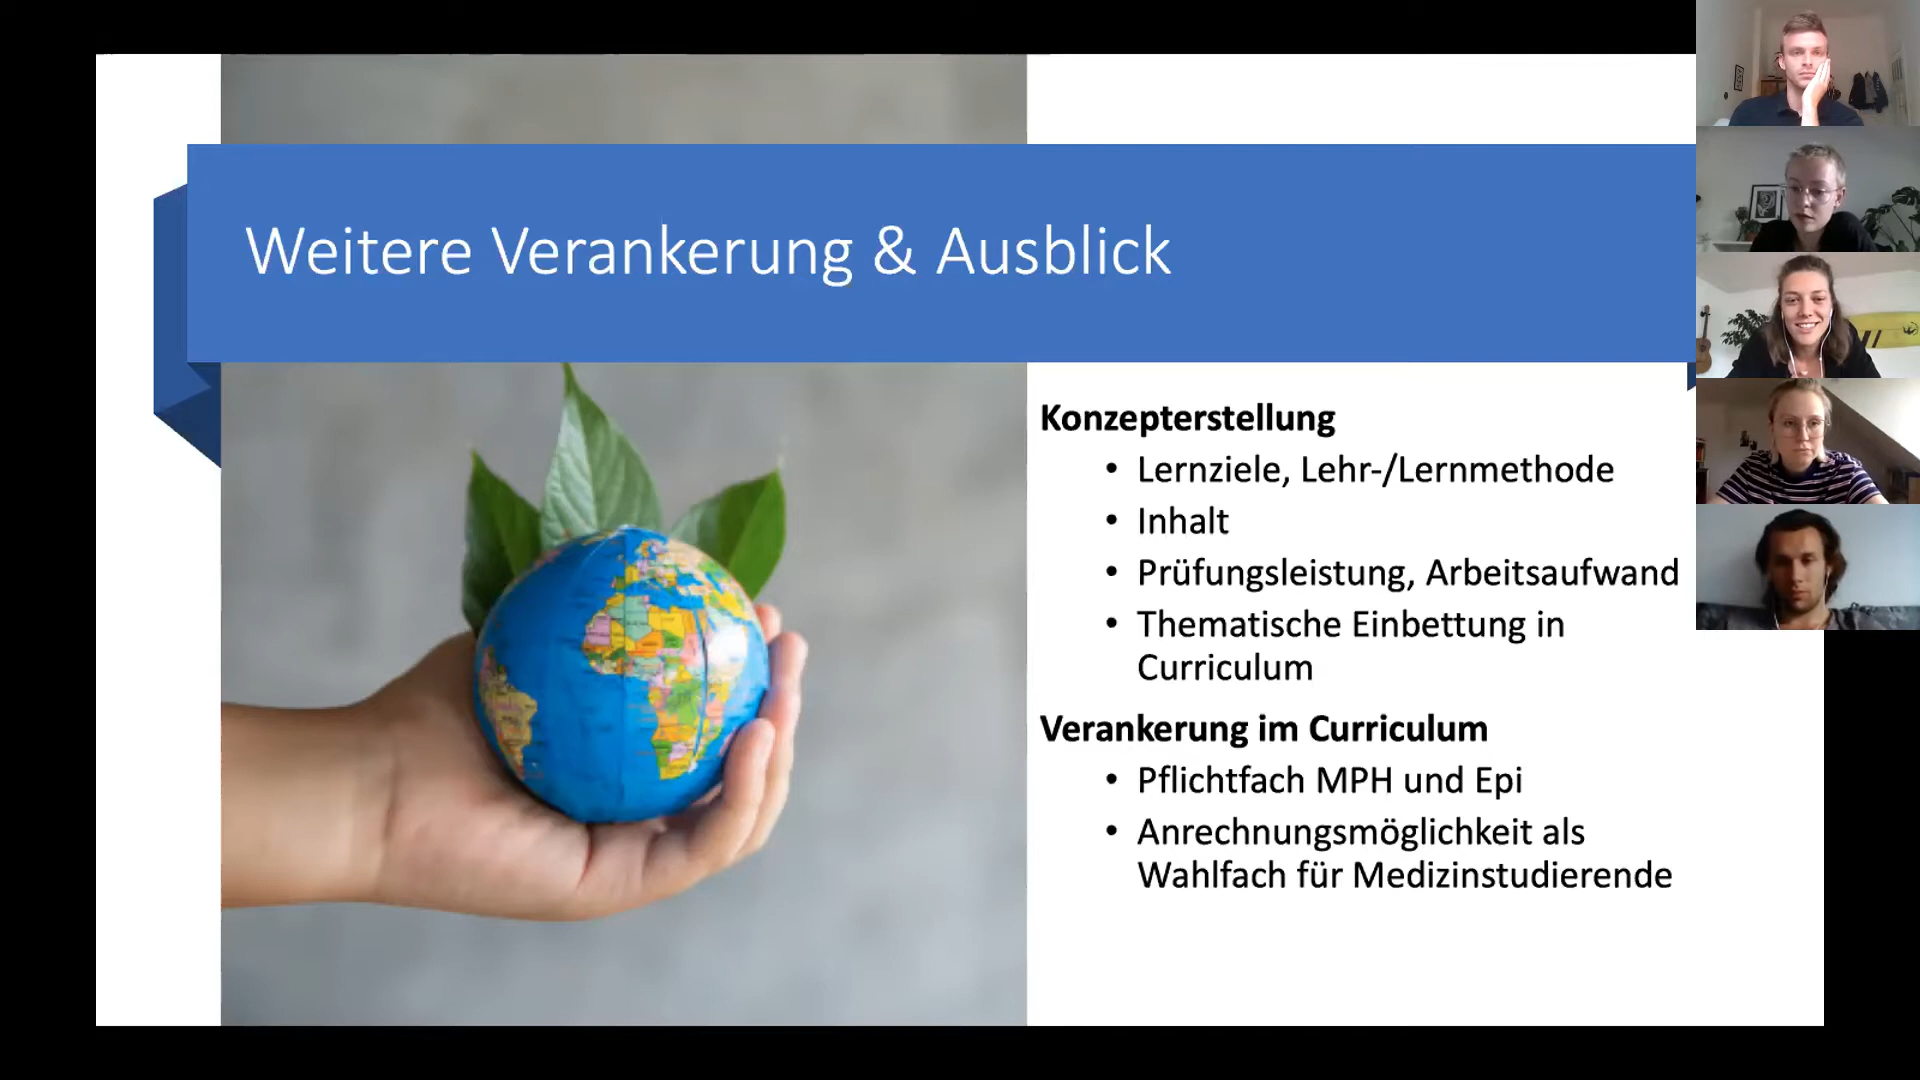 Weitere Verankerung & Ausblick
Konzepterstellung
• Lernziele, Lehr-/Lernmethode
• Inhalt
• Prüfungsleistung, Arbeitsaufwand
• Thematische Einbettung in
Curriculum
Verankerung im Curriculum
• Pflichtfach MPH und Epi
• Anrechnungsmöglichkeit als
Wahlfach für Medizinstudierende